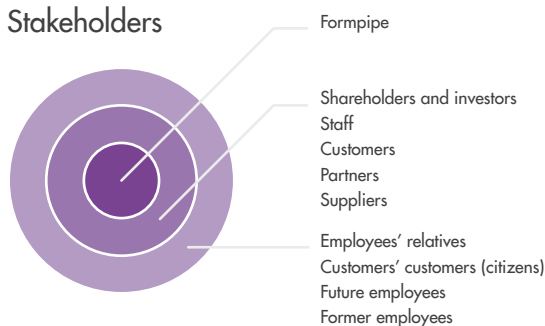 Stakeholders
Formpipe
Shareholders and investors
Staff
Customers
Partners
Suppliers
Employees’ relatives
Customers’ customers (citizens)
Future employees
Former employees